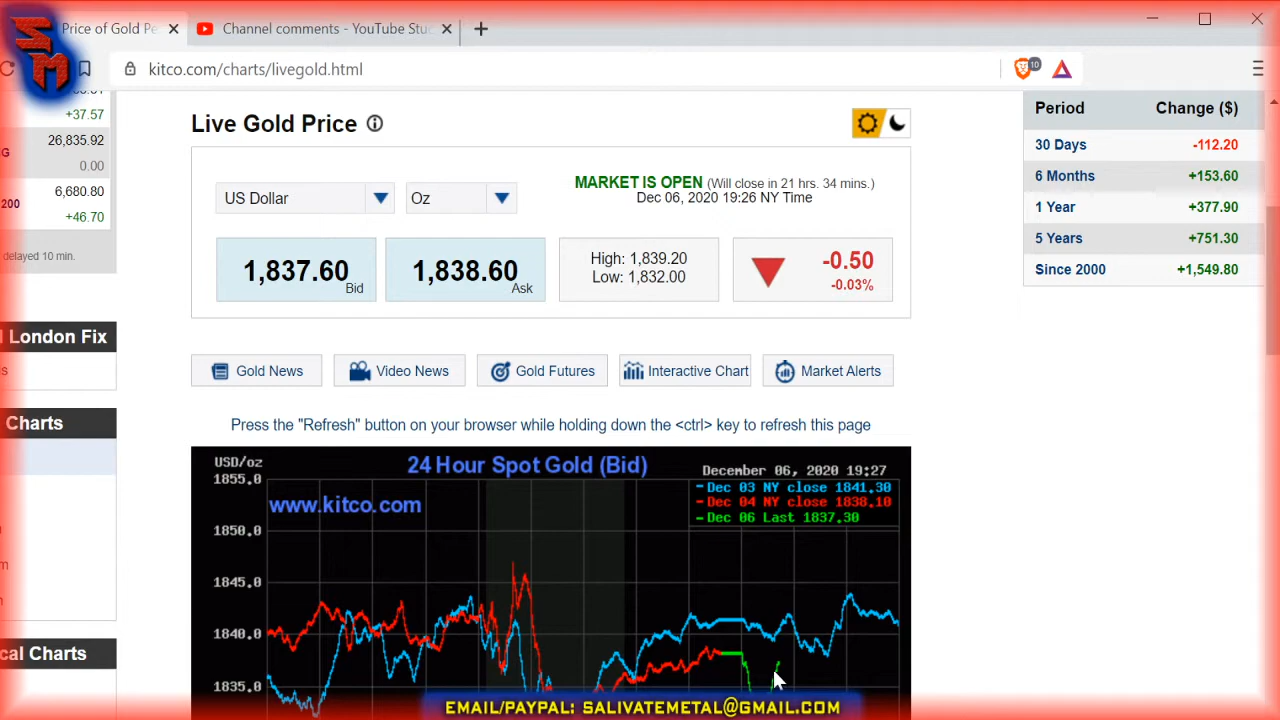 SM
Price of Gold Pe
Channel comments - YouTube Stud
kitco.com/charts/livegold.html
10
+37.57
NG
26,835.92
0.00
200
6,680.80
+46.70
delayed 10 min.
London Fix
Charts
cal Charts
Live Gold Price
US Dollar
Oz
MARKET IS OPEN (Will close in 21 hrs. 34 mins.)
Dec 06, 2020 19:26 NY Time
1,837.60
Bid
1,838.60
Ask
High: 1,839.20
Low: 1,832.00
-0.50
-0.03%
Gold News
Video News
Gold Futures
Interactive Chart
Market Alerts
Press the "Refresh" button on your browser while holding down the <ctrl> key to refresh this page
USD/oz
24 Hour Spot Gold (Bid)
December 06, 2020 19:27
www.kitco.com
Dec 03 NY close 1841.30
Dec 04 NY close 1838.10
Dec 06 Last 1837.30
1855.0
1850.0
1845.0
1840.0
1835.0
Period Change ($)
30 Days -112.20
6 Months +153.60
1 Year +377.90
5 Years +751.30
Since 2000 +1,549.80
EMAIL/PAYPAL: SALIVATEMETAL@GMAIL.COM